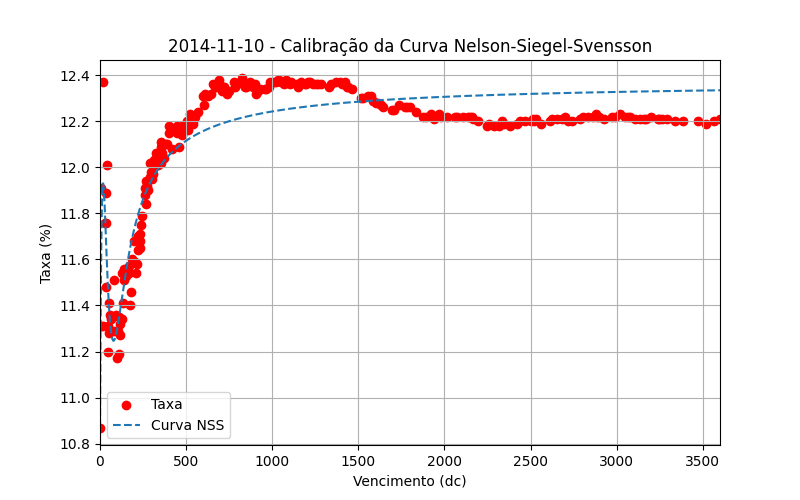 2014-11-10 - Calibração da Curva Nelson-Siegel-Svensson
Taxa (%)
12.4
12.2
12.0
11.8
11.6
11.4
11.2
11.0
10.8
Taxa
Curva NSS
0 500 1000 1500 2000 2500 3000 3500
Vencimento (dc)